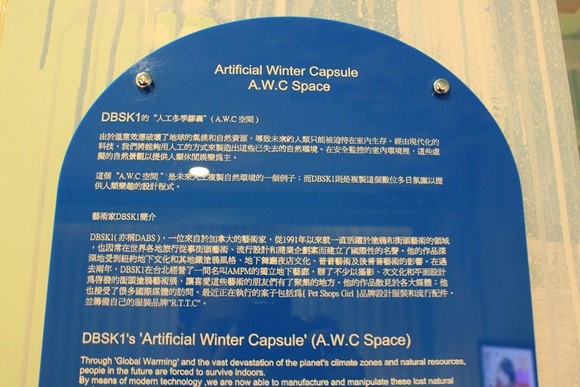 Artificial Winter Capsule
A.W.C Space
DBSK1的 "人工冬季膠囊" ( A.W.C 空間 )
由於溫室效應破壞了地球的氣候和自然資源，導致未來的人類只能被迫待在室內生存。經由現代化的
科技，我們將能夠用人工的方式來製造出這些已失去的自然環境。在安全監控的室內環境裡，這些虛
擬的自然景觀以提供人類休閒娛樂為主。
這個 "A.W.C 空間" 是未來人工複製自然環境的一個例子；而DBSK1則是複製這個數位冬日氛圍以提
供人類樂趣的設計程式。
藝術家DBSK1簡介
DBSK1( 亦稱DABS )，一位來自於加拿大的藝術家，從1991年以來就一直活躍於塗鴉和街頭藝術的領域
，也因常在世界各地旅行從事街頭藝術、流行設計和商業企劃案而建立了國際性的名聲。他的作品深
深地受到紐約街頭及其地鐵塗鴉風格、地下舞廳夜店文化、普普藝術及後普普藝術的影響。在過
去兩年，DBSK1在台北經營了一間名叫AMPM的獨立地下藝廊，辦了不少以攝影、次文化和平面設計
為啓發的街頭塗鴉藝術展，讓喜愛這些藝術的朋友們有了聚集的地方。他的作品散見於各大媒體；他
也接受了很多國際媒體的訪問。最近正在執行的案子包括為( Pet Shops Girl ) 品牌設計服裝和流行配件，
並籌備自己的服裝品牌"R.T.T.C"。
DBSK1's 'Artificial Winter Capsule' (A.W.C Space)
Through 'Global Warming' and the vast devastation of the planet's climate zones and natural resources,
people in the future are forced to survive indoors.
By means of modern technology ,we are now able to manufacture and manipulate these lost natural